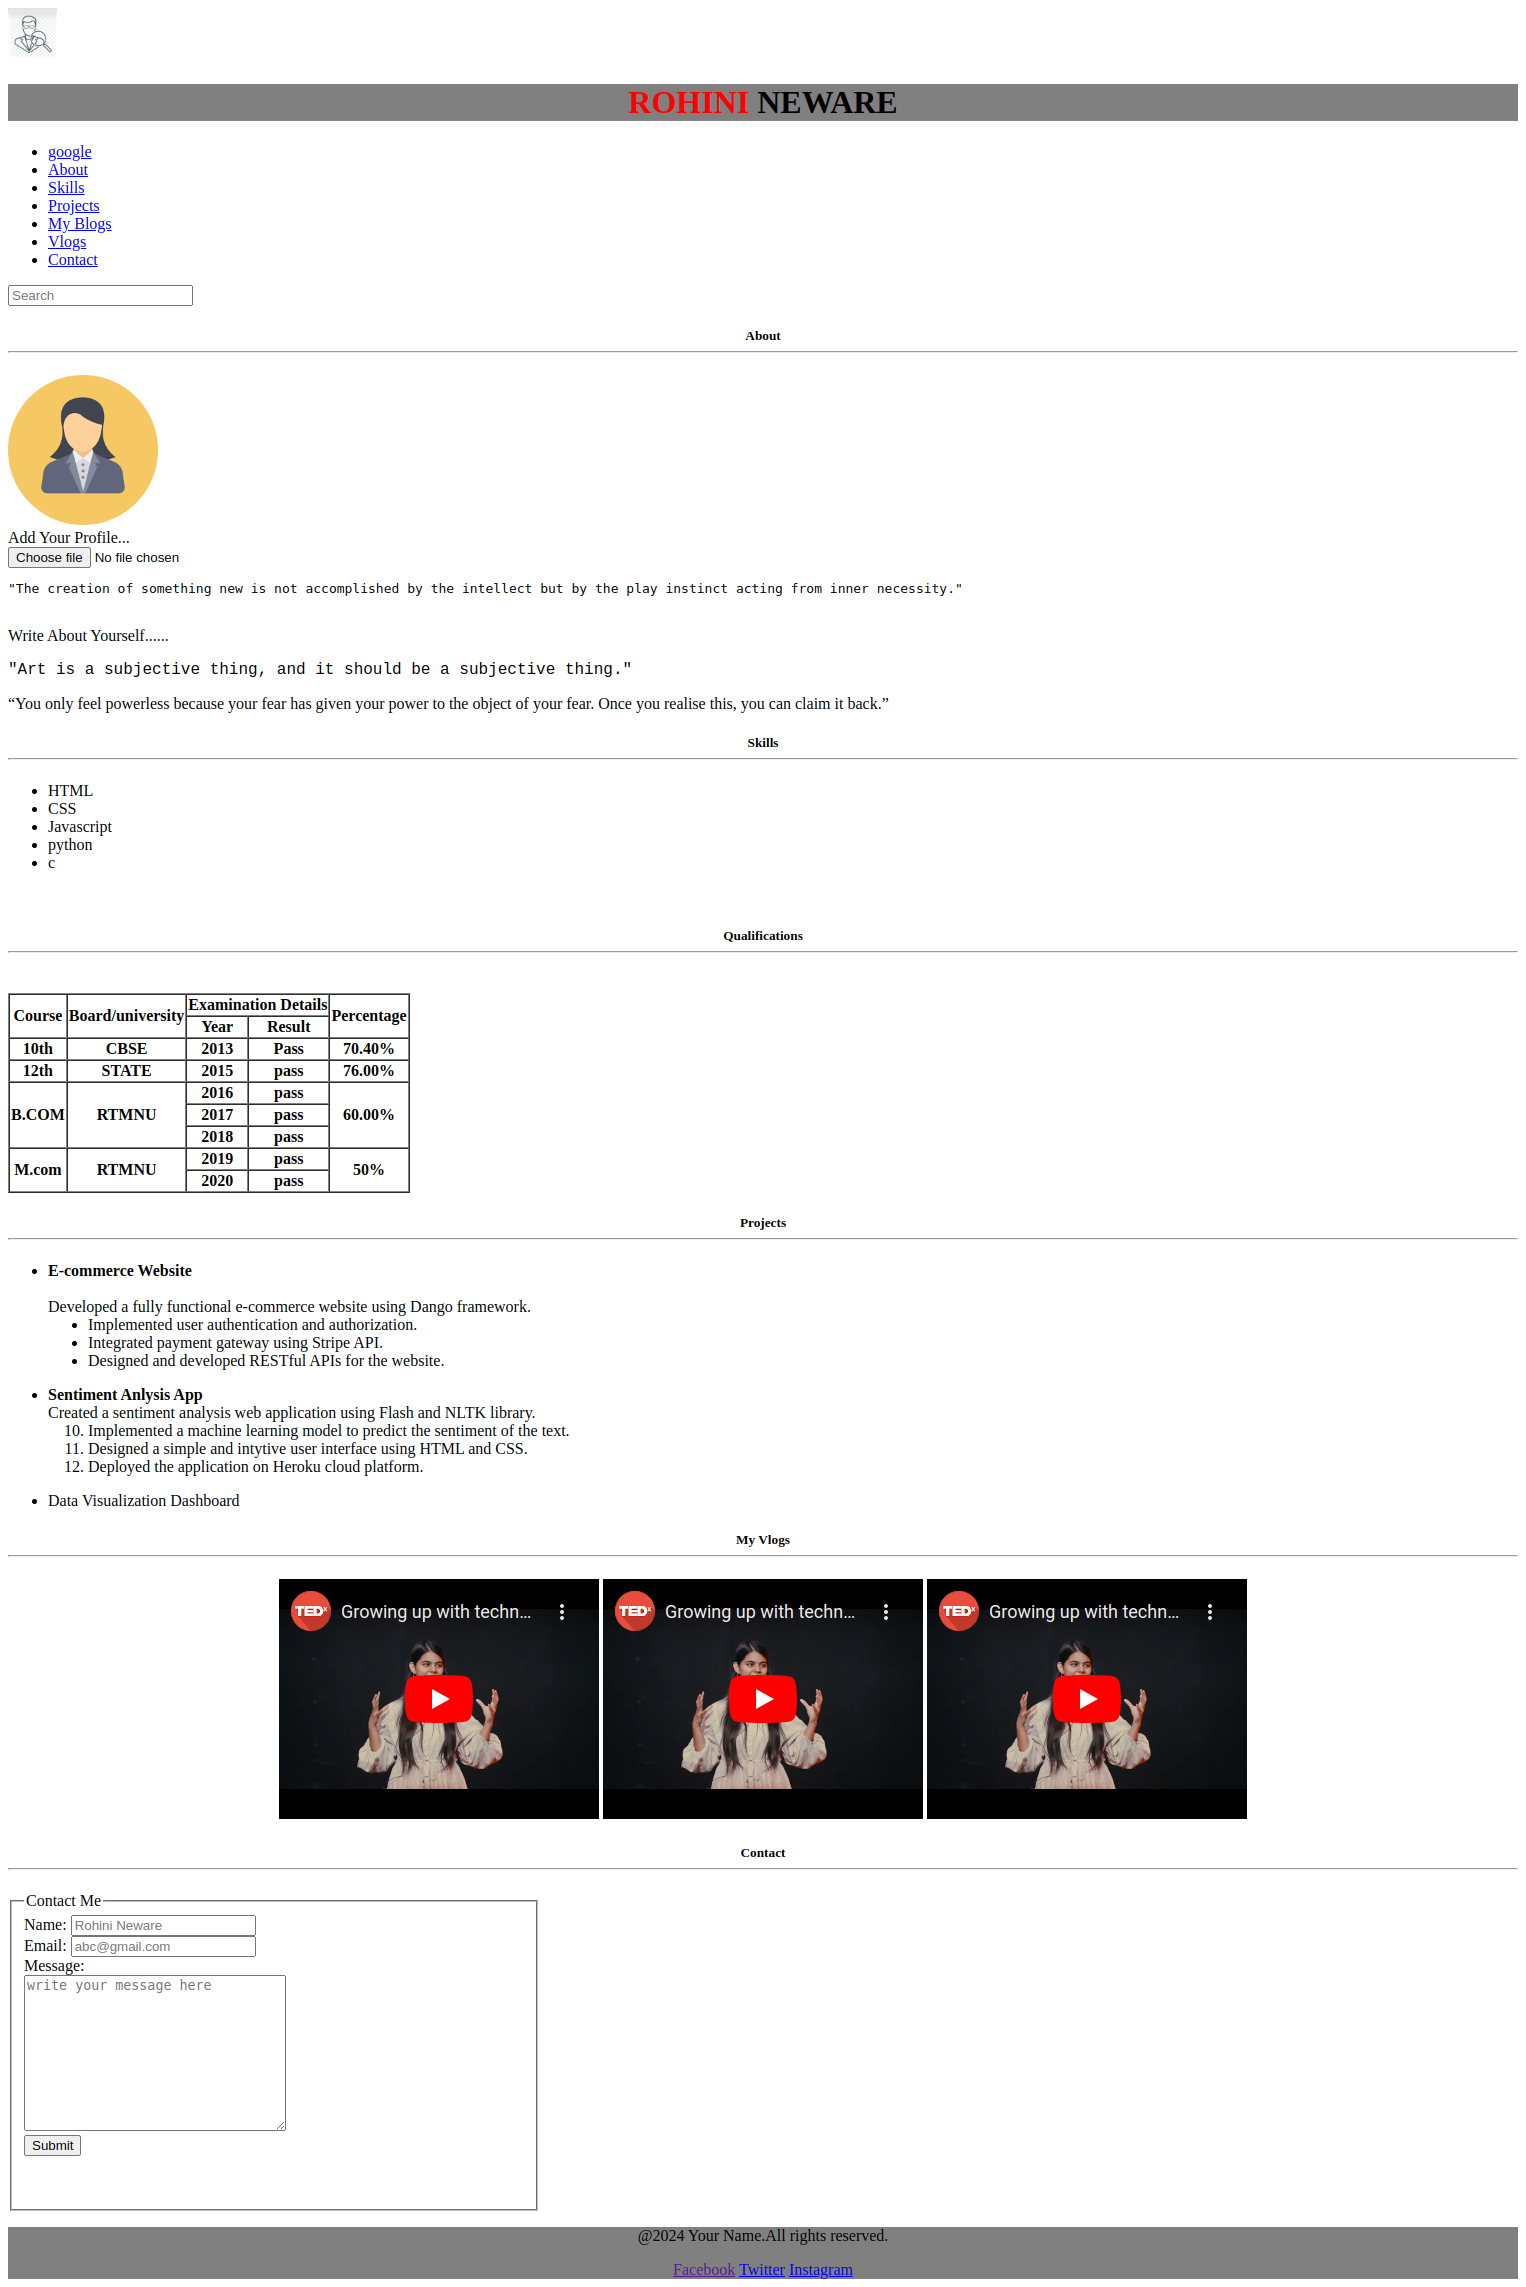 ROHINI NEWARE
google
About
Skills
Projects
My Blogs
Vlogs
Contact
Search
About
Add Your Profile...
Choose file No file chosen
"The creation of something new is not accomplished by the intellect but by the play instinct acting from inner necessity."
Write About Yourself......
"Art is a subjective thing, and it should be a subjective thing."
“You only feel powerless because your fear has given your power to the object of your fear. Once you realise this, you can claim it back.”
Skills
HTML
CSS
Javascript
python
c
Qualifications
Course Board/university Examination Details Percentage
Year Result
10th CBSE 2013 Pass 70.40%
12th STATE 2015 pass 76.00%
B.COM RTMNU 2016 pass 60.00%
2017 pass
2018 pass
M.com RTMNU 2019 pass 50%
2020 pass
Projects
E-commerce Website
Developed a fully functional e-commerce website using Dango framework.
Implemented user authentication and authorization.
Integrated payment gateway using Stripe API.
Designed and developed RESTful APIs for the website.
Sentiment Anlysis App
Created a sentiment analysis web application using Flash and NLTK library.
10. Implemented a machine learning model to predict the sentiment of the text.
11. Designed a simple and intytive user interface using HTML and CSS.
12. Deployed the application on Heroku cloud platform.
Data Visualization Dashboard
My Vlogs
TEDx Growing up with techn... TEDx Growing up with techn... TEDx Growing up with techn...
Contact
Contact Me
Name: Rohini Neware
Email: abc@gmail.com
Message:
write your message here
Submit
@2024 Your Name.All rights reserved.
Facebook Twitter Instagram